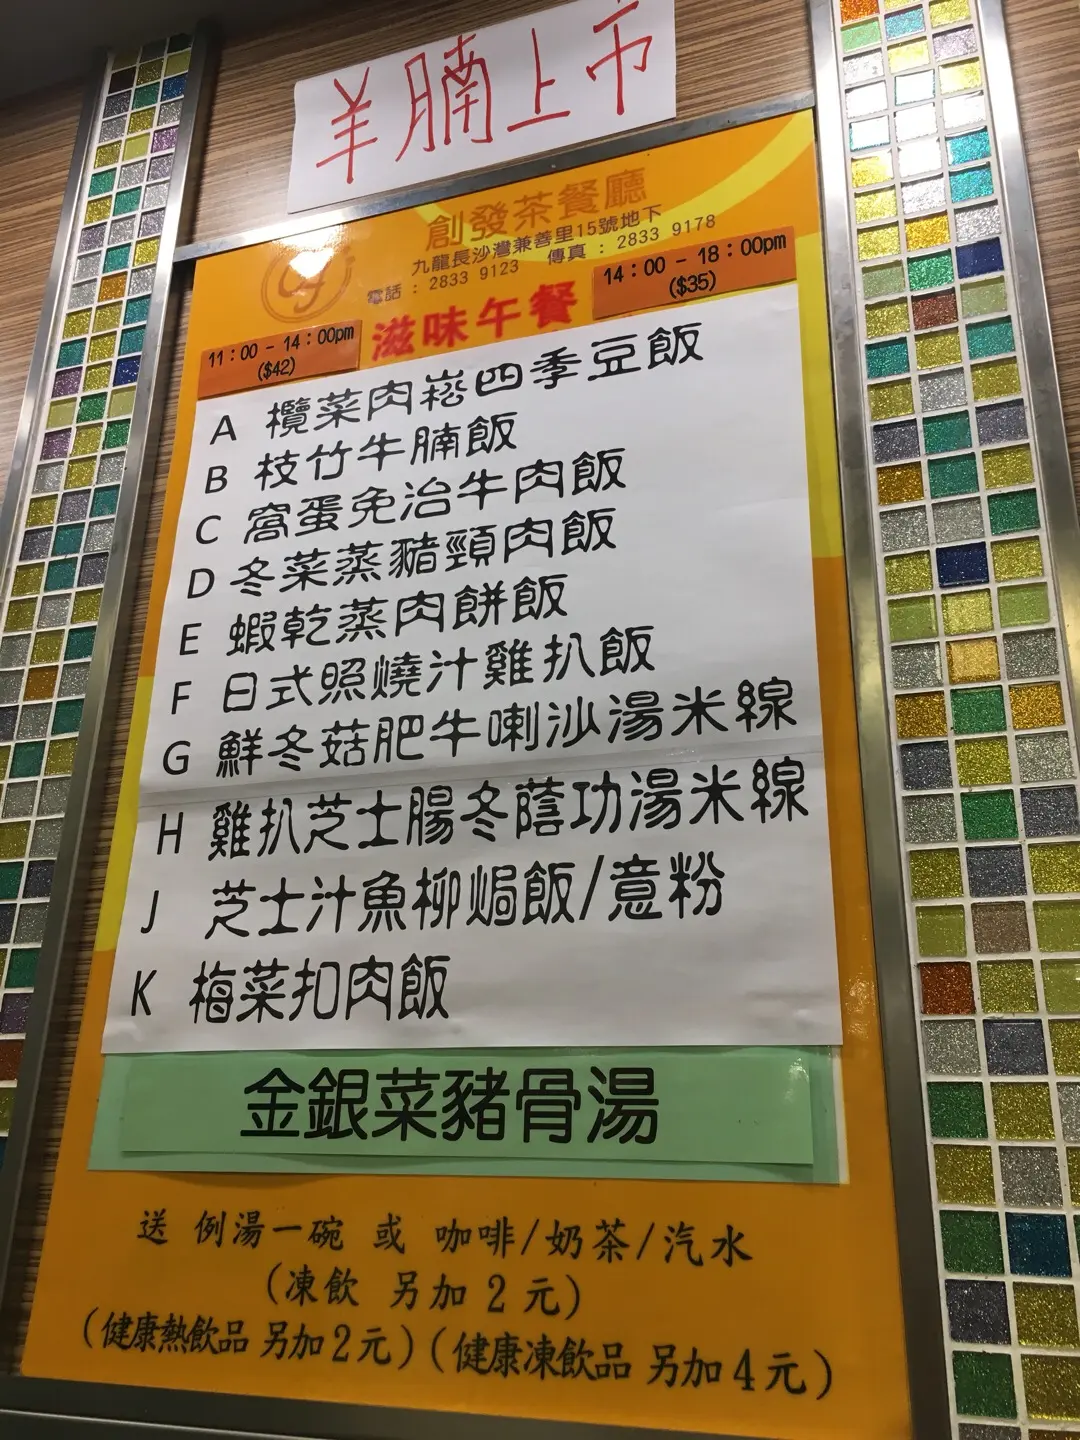 羊腩上市
創發茶餐廳
九龍長沙灣兼善里15號地下
電話：2833 9123 傳真：2833 9178
11：00 - 14：00pm
($42)
滋味午餐
14：00 - 18：00pm
($35)
A 欖菜肉崧四季豆飯
B 枝竹牛腩飯
C 窩蛋免治牛肉飯
D 冬菜蒸豬頸肉飯
E 蝦乾蒸肉餅飯
F 日式照燒汁雞扒飯
G 鮮冬菇肥牛喇沙湯米線
H 雞扒芝士腸冬蔭功湯米線
J 芝士汁魚柳焗飯/意粉
K 梅菜扣肉飯
金銀菜豬骨湯
送 例湯一碗 或 咖啡/奶茶/汽水
(凍飲 另加 2 元)
(健康熱飲品 另加 2 元) (健康凍飲品 另加 4 元)